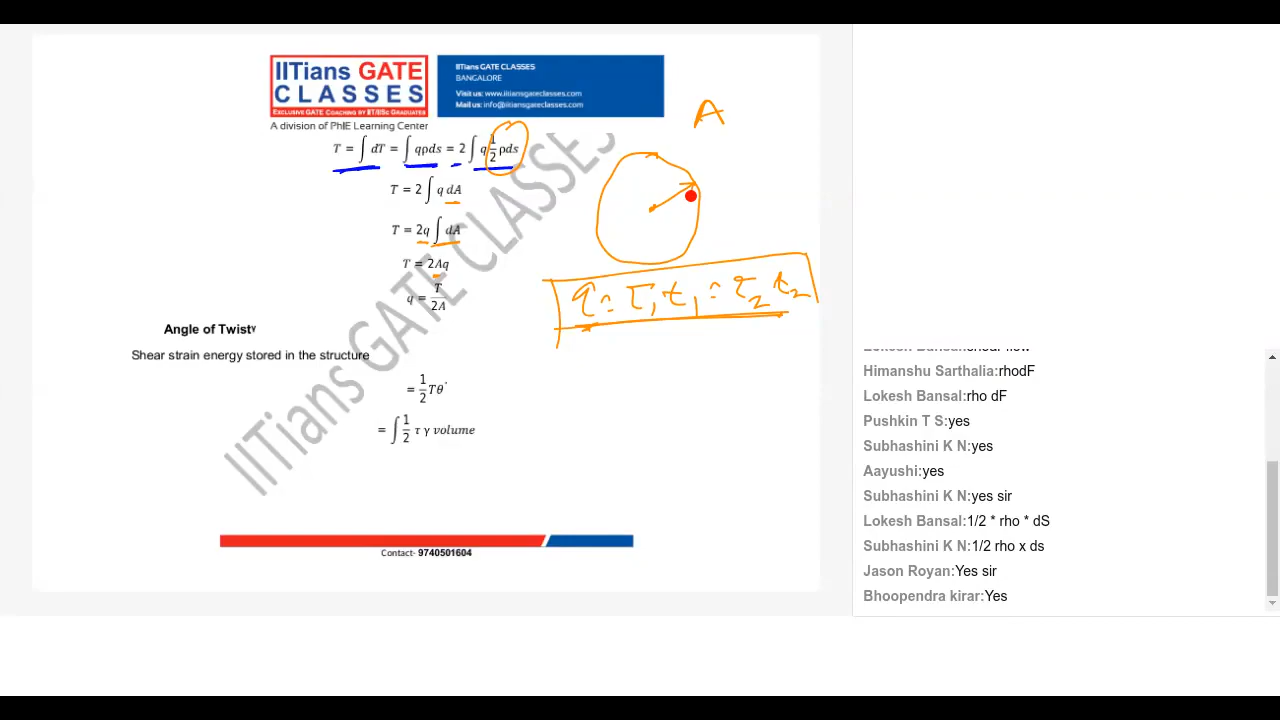 IITians GATE
CLASSES
EXCLUSIVE GATE COACHING BY IIT/IISc GRADUATES
A division of PhIE Learning Center
IITians GATE CLASSES
BANGALORE
Visit us: www.iitiansgateclasses.com
Mail us: info@iitiansgateclasses.com
A
T = ∫ dT = ∫ qρds = 2 ∫ q 1/2 ρds
T = 2 ∫ q dA
T = 2q ∫ dA
T = 2Aq
q = T/2A
q = τ₁t₁ = τ₂t₂
Angle of Twist
Shear strain energy stored in the structure
= 1/2 Tθ
= ∫ 1/2 τ γ volume
IITians GATE CLASSES
Contact- 9740501604
Himanshu Sarthalia:rhodF
Lokesh Bansal:rho dF
Pushkin T S:yes
Subhashini K N:yes
Aayushi:yes
Subhashini K N:yes sir
Lokesh Bansal:1/2 * rho * dS
Subhashini K N:1/2 rho x ds
Jason Royan:Yes sir
Bhoopendra kirar:Yes